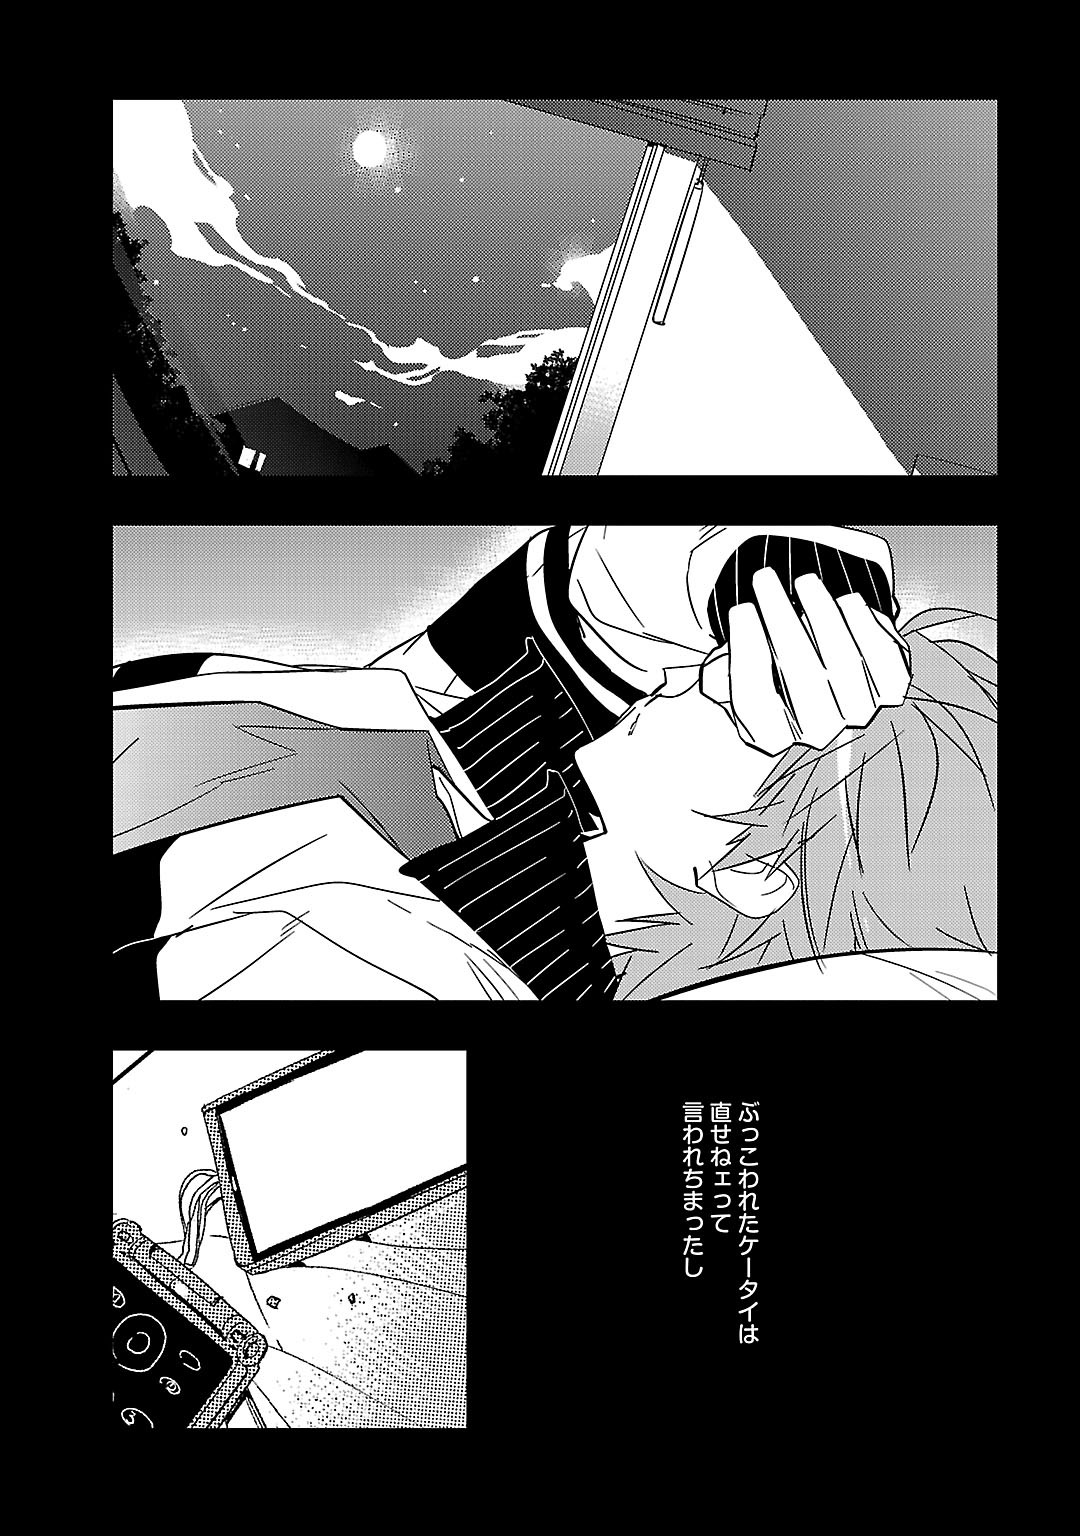 ぶっこわれたケータイは
直せねェって
言われちまったし